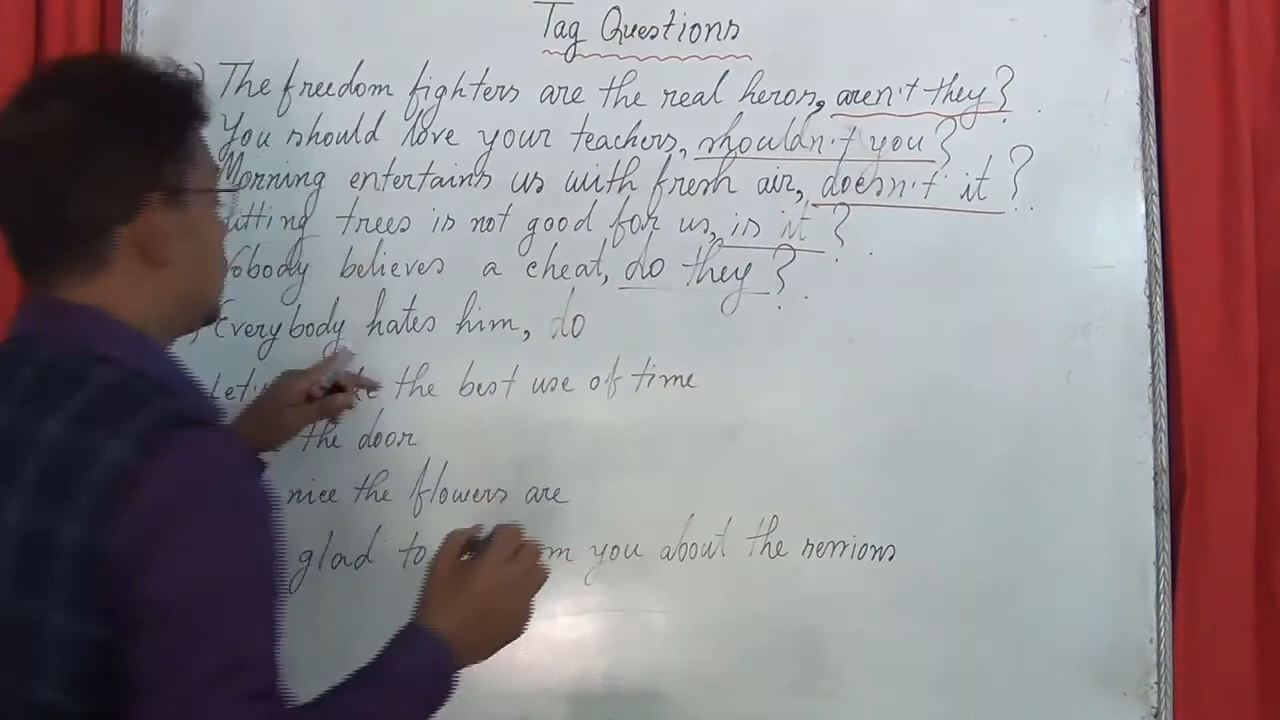 Tag Questions
) The freedom fighters are the real heros, aren't they?
You should love your teachers, shouldn't you?
Morning entertains us with fresh air, doesn't it?
utting trees is not good for us, is it?
Nobody believes a cheat, do they?
) Everybody hates him, do
the best use of time
the door
nice the flowers are
glad to you about the sessions